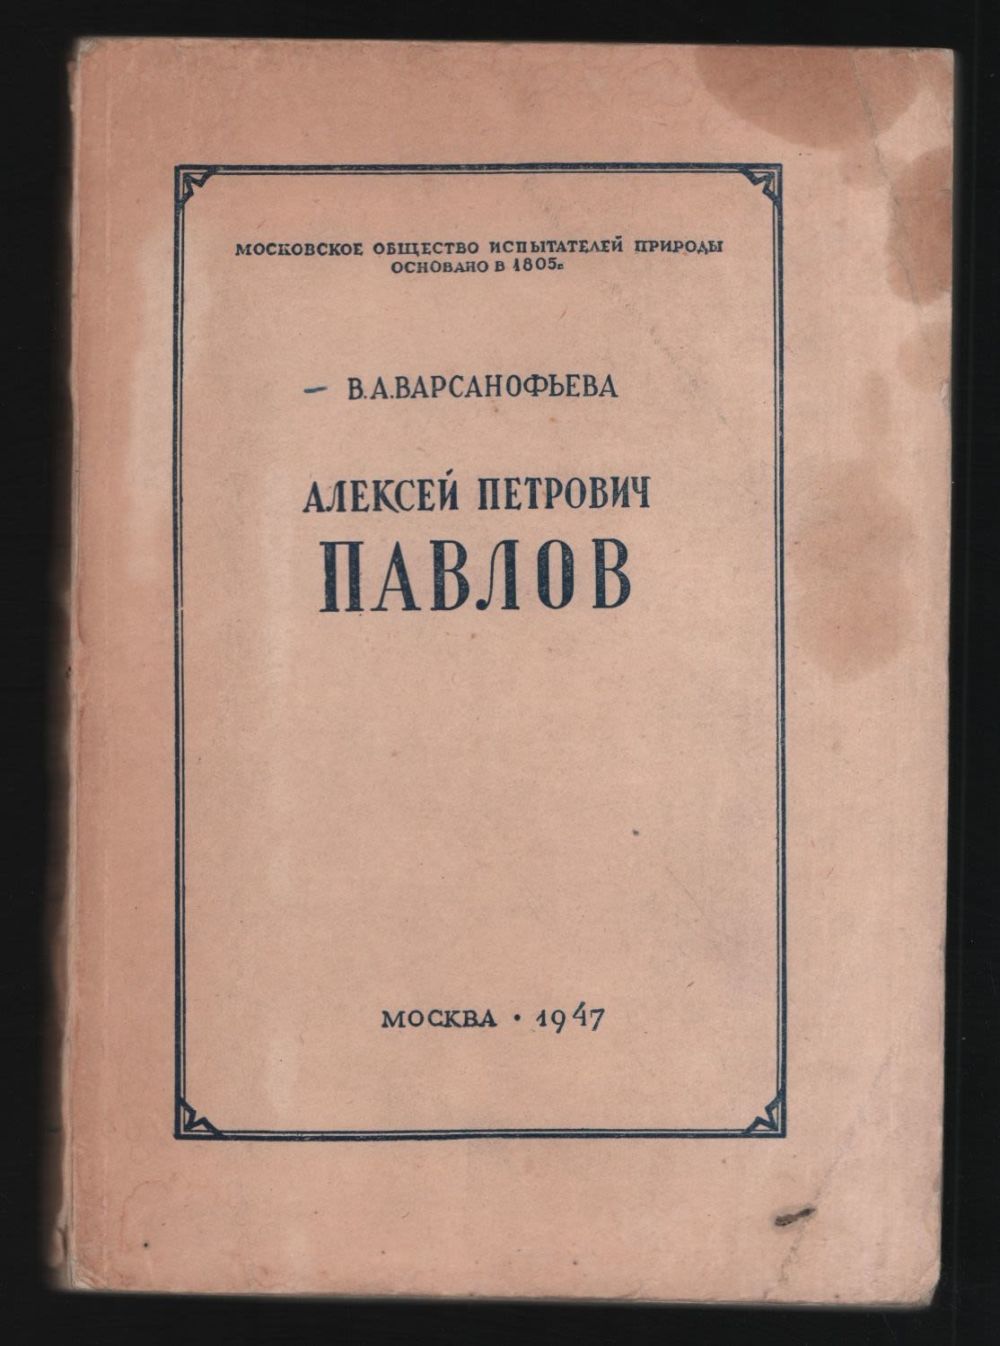 МОСКОВСКОЕ ОБЩЕСТВО ИСПЫТАТЕЛЕЙ ПРИРОДЫ
ОСНОВАНО В 1805г.
В.А.ВАРСАНОФЬЕВА
АЛЕКСЕЙ ПЕТРОВИЧ
ПАВЛОВ
МОСКВА • 1947